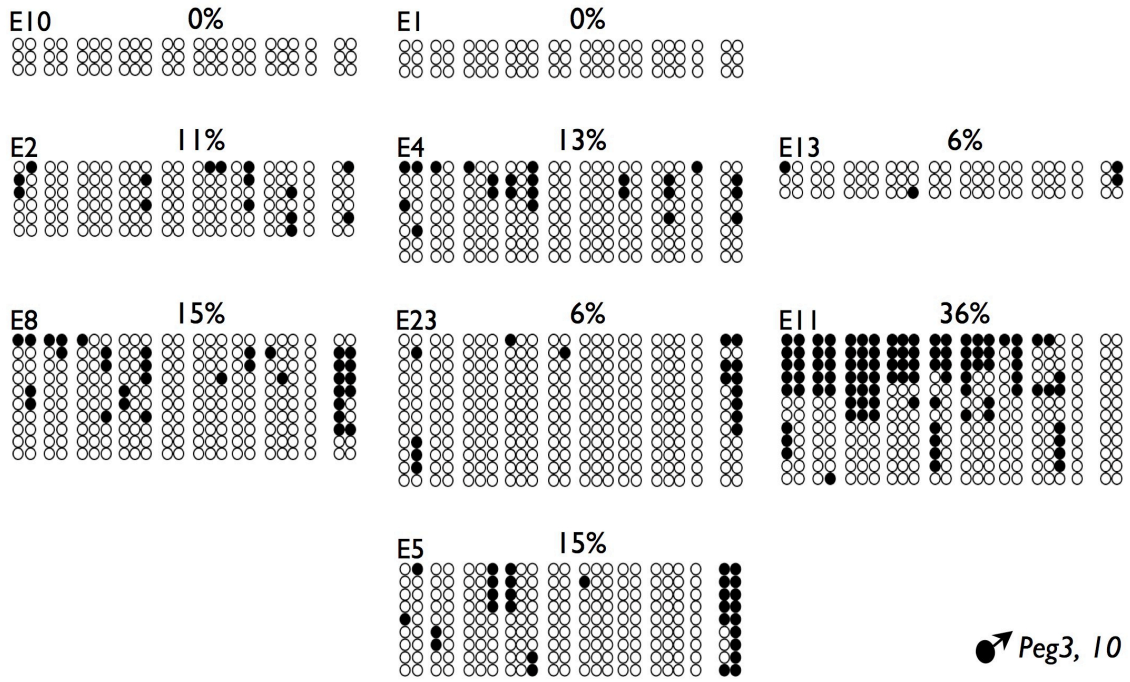 E10 0%
E1 0%
E2 11%
E4 13%
E13 6%
E8 15%
E23 6%
E11 36%
E5 15%
Peg3, 10